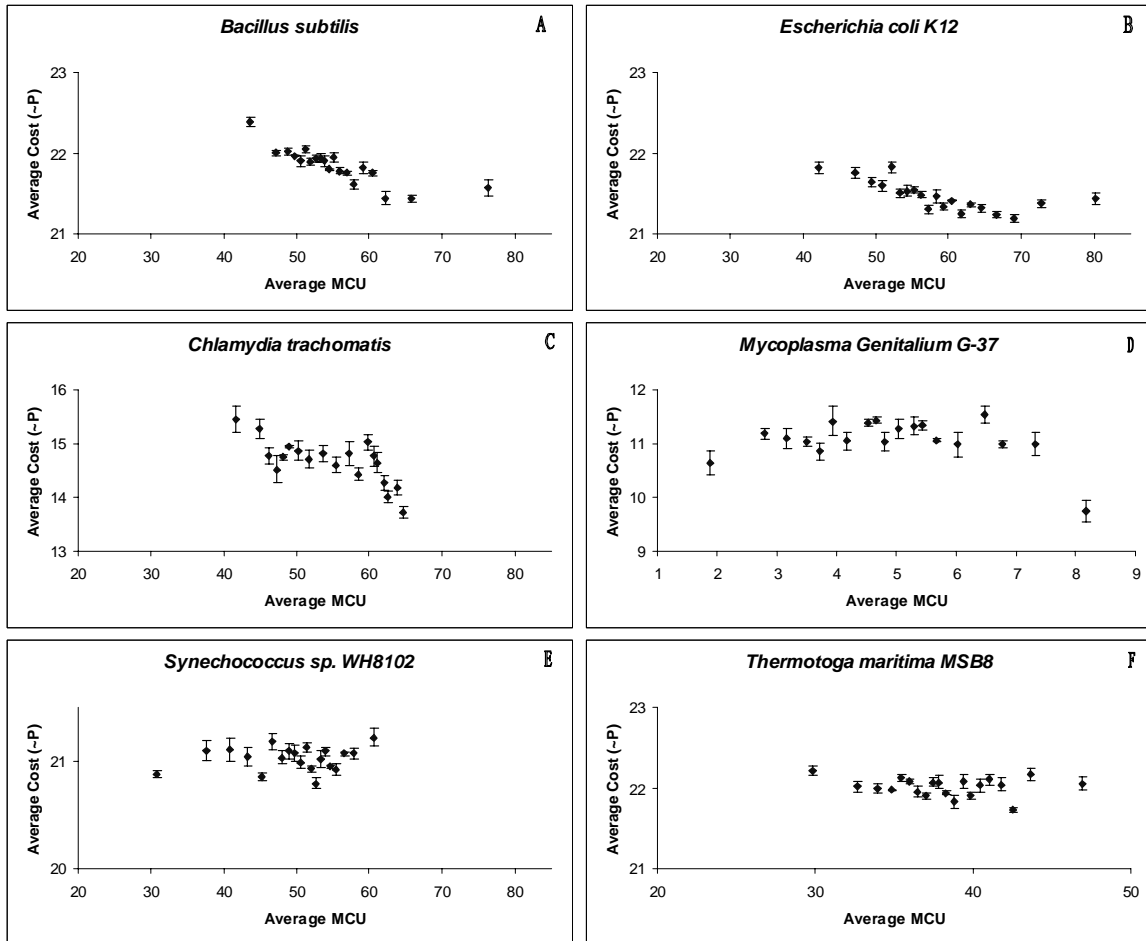 Bacillus subtilis A
Average Cost (~P)
23
22
21
20 30 40 50 60 70 80
Average MCU
Escherichia coli K12 B
Average Cost (~P)
23
22
21
20 30 40 50 60 70 80
Average MCU
Chlamydia trachomatis C
Average Cost (~P)
16
15
14
13
20 30 40 50 60 70 80
Average MCU
Mycoplasma Genitalium G-37 D
Average Cost (~P)
12
11
10
9
1 2 3 4 5 6 7 8 9
Average MCU
Synechococcus sp. WH8102 E
Average Cost (~P)
21
20
20 30 40 50 60 70 80
Average MCU
Thermotoga maritima MSB8 F
Average Cost (~P)
23
22
21
20 30 40 50
Average MCU